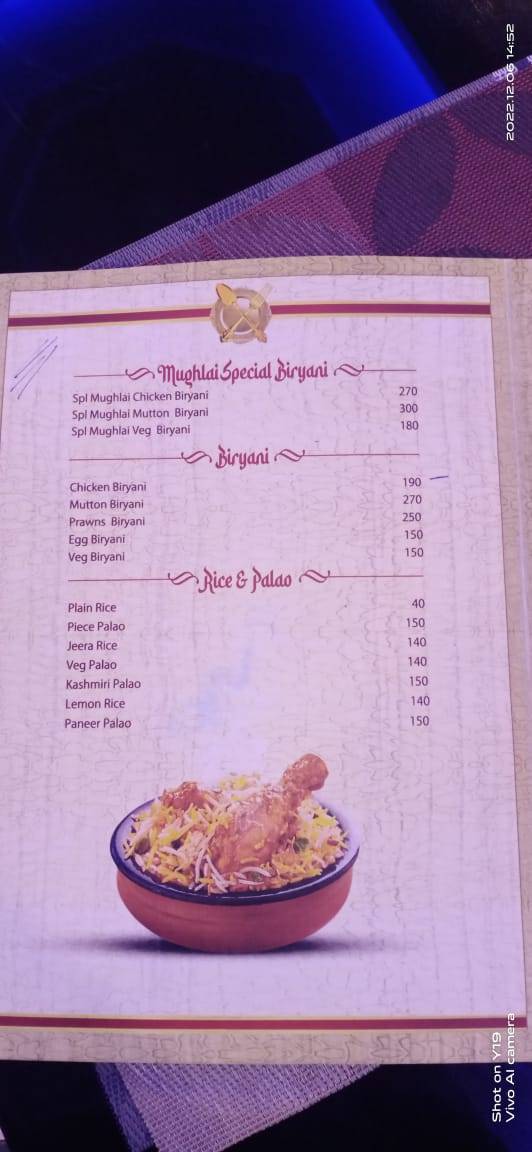 2022.12.06 14:52
Mughlai Special Biryani
Spl Mughlai Chicken Biryani 270
Spl Mughlai Mutton Biryani 300
Spl Mughlai Veg Biryani 180
Biryani
Chicken Biryani 190
Mutton Biryani 270
Prawns Biryani 250
Egg Biryani 150
Veg Biryani 150
Rice & Palao
Plain Rice 40
Piece Palao 150
Jeera Rice 140
Veg Palao 140
Kashmiri Palao 150
Lemon Rice 140
Paneer Palao 150
Shot on Y19
Vivo AI camera